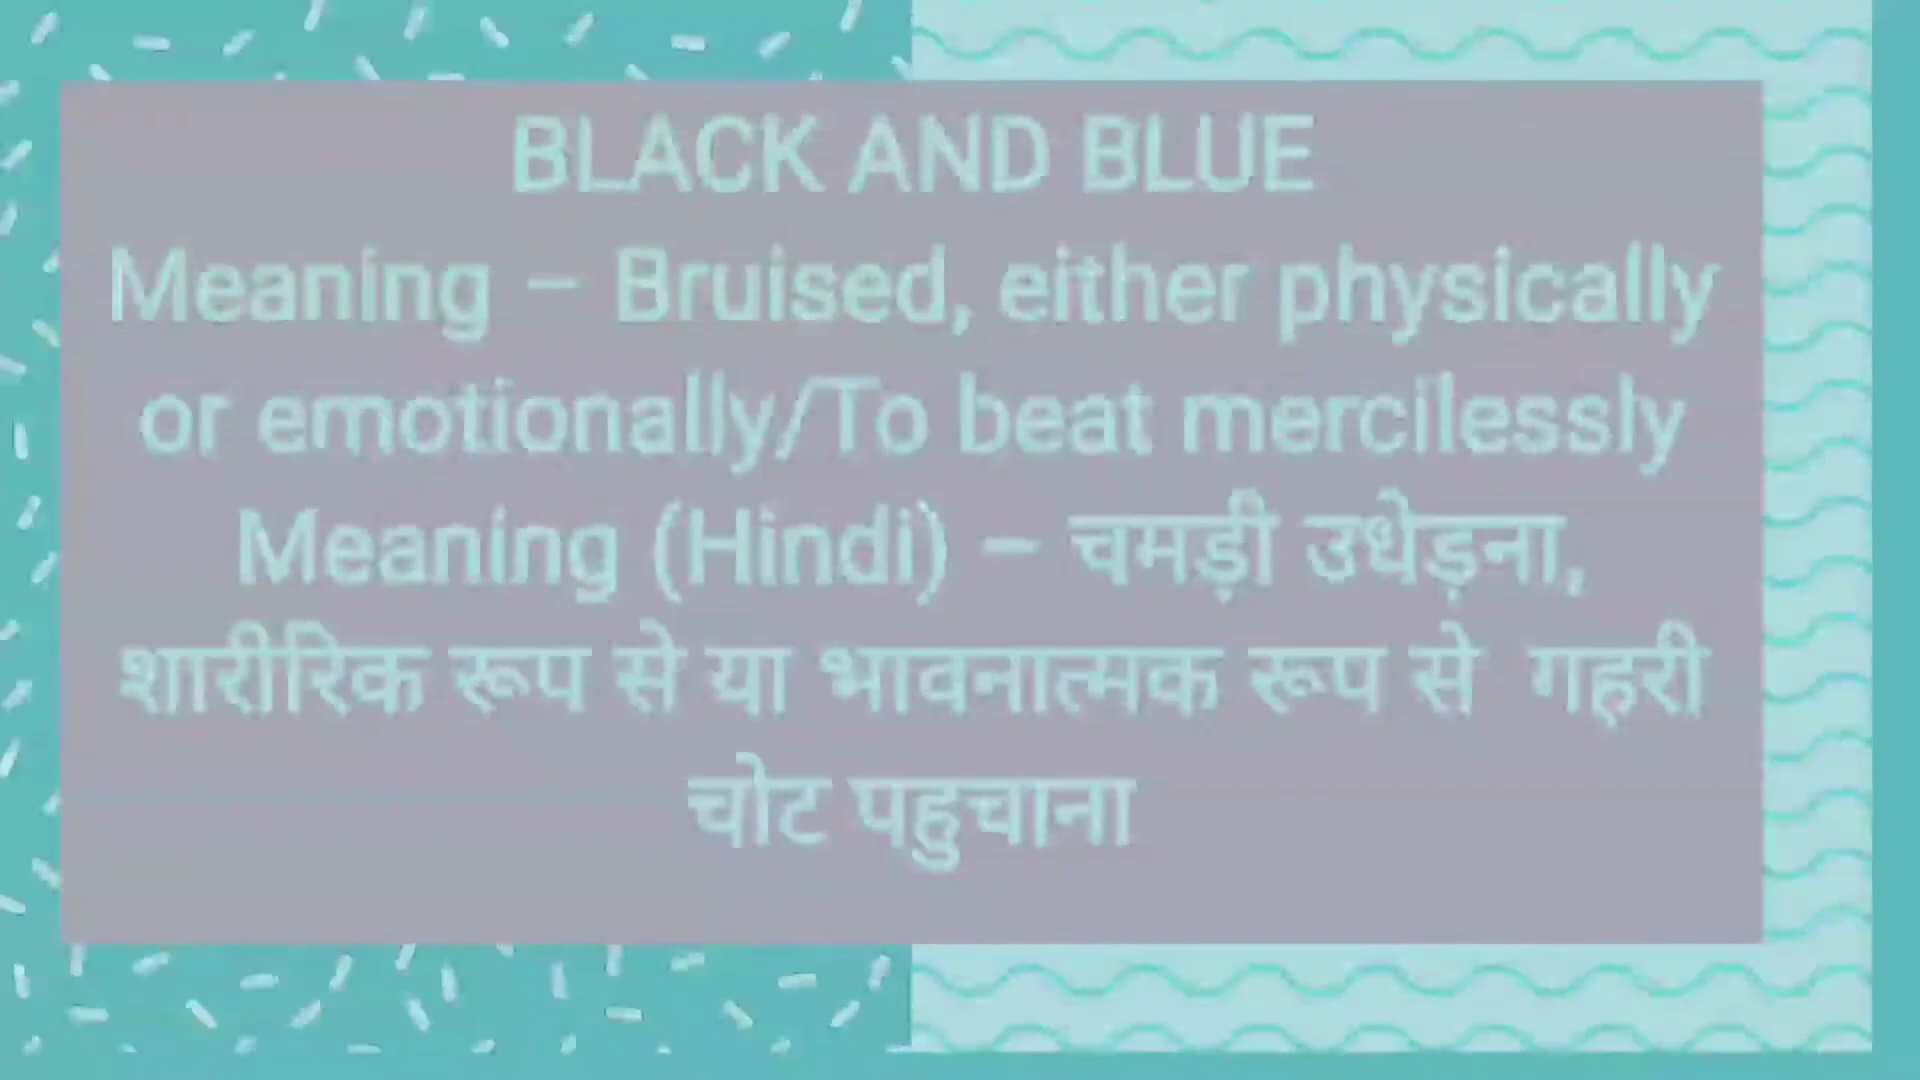 BLACK AND BLUE
Meaning – Bruised, either physically
or emotionally/To beat mercilessly
Meaning (Hindi) – चमड़ी उधेड़ना,
शारीरिक रूप से या भावनात्मक रूप से गहरी
चोट पहुचाना